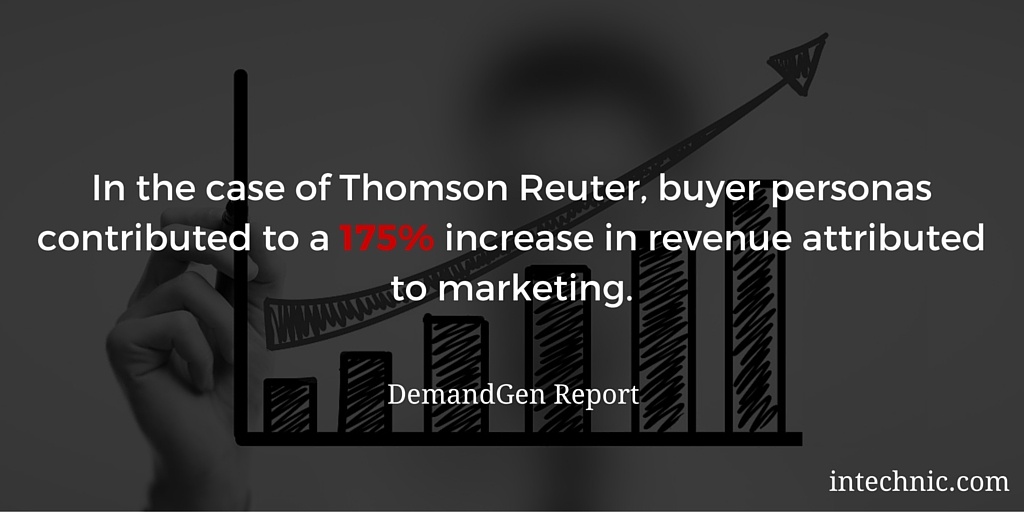 In the case of Thomson Reuter, buyer personas
contributed to a 175% increase in revenue attributed
to marketing.
DemandGen Report
intechnic.com